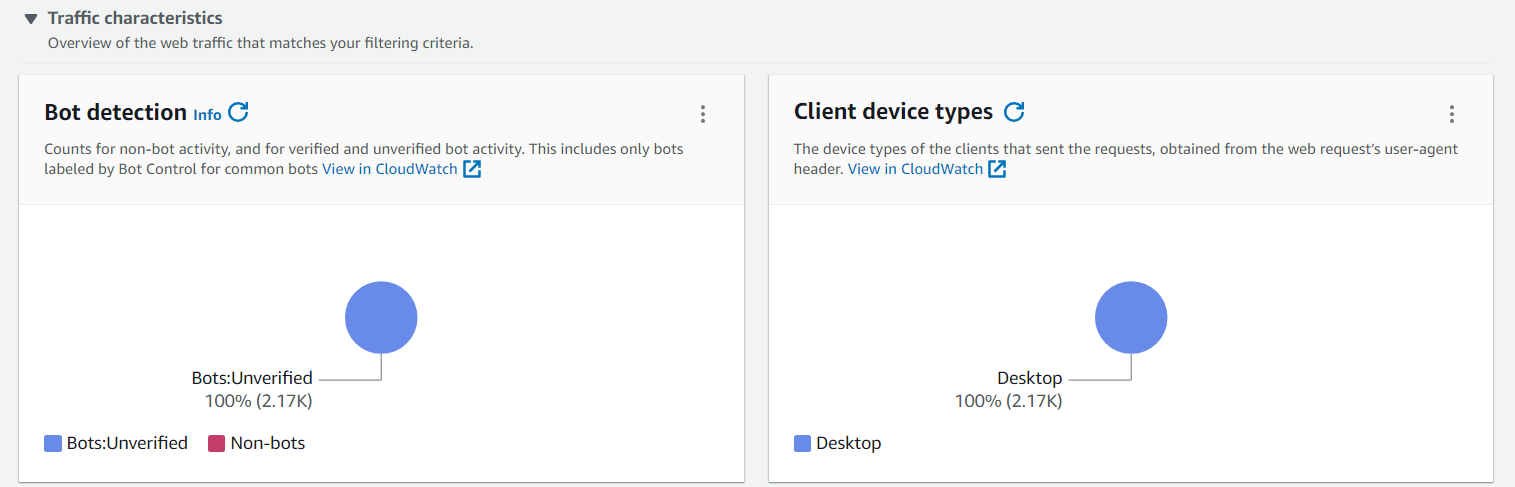 Traffic characteristics
Overview of the web traffic that matches your filtering criteria.
Bot detection Info
Counts for non-bot activity, and for verified and unverified bot activity. This includes only bots
labeled by Bot Control for common bots View in CloudWatch
Bots:Unverified
100% (2.17K)
Bots:Unverified Non-bots
Client device types
The device types of the clients that sent the requests, obtained from the web request's user-agent
header. View in CloudWatch
Desktop
100% (2.17K)
Desktop